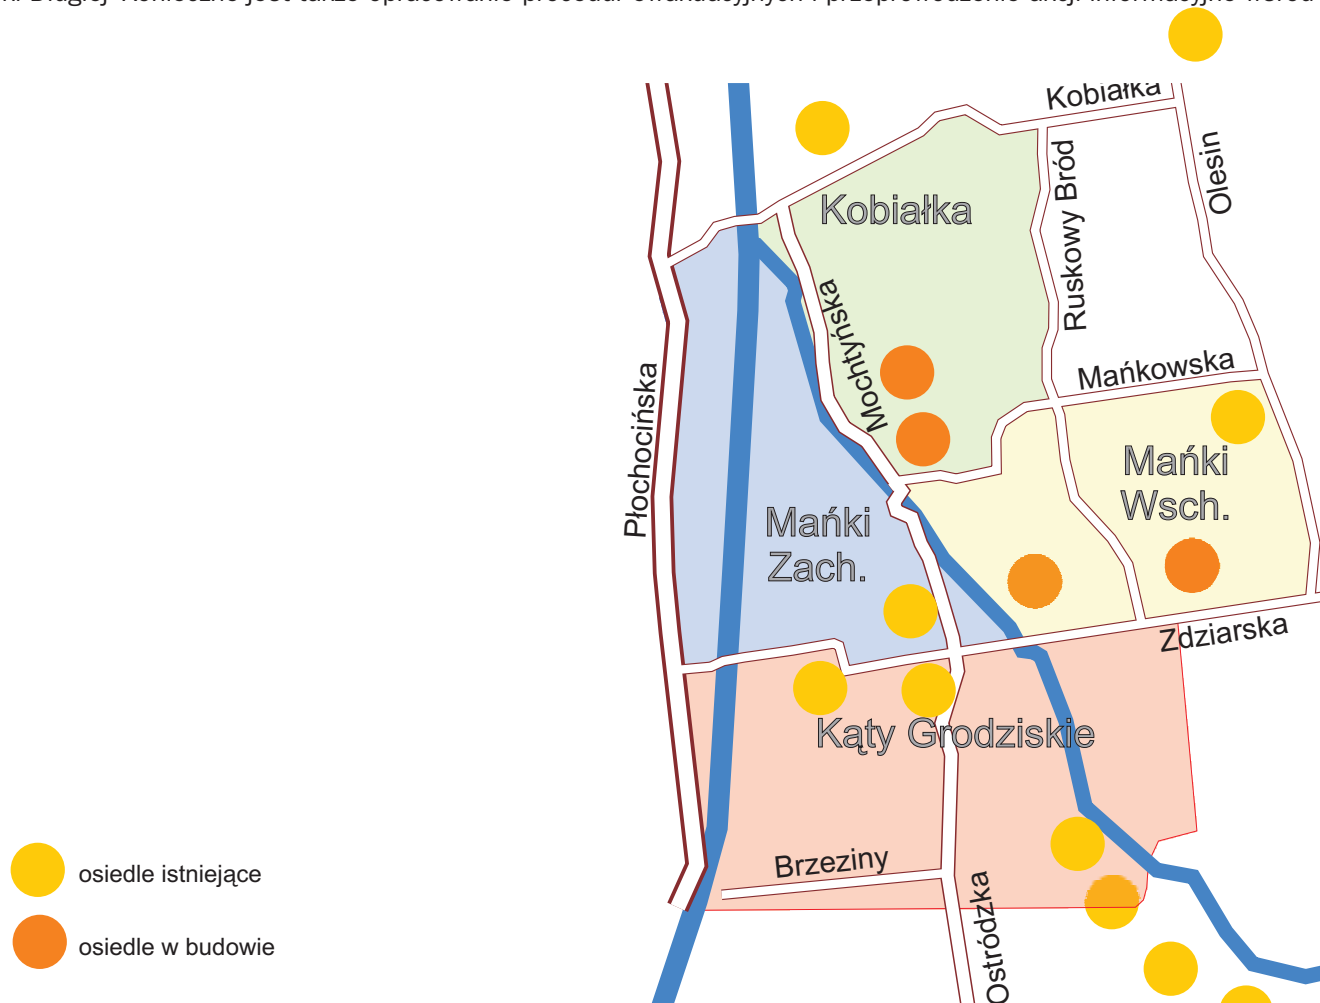 Kobiałka
Olesin
Ruskowy Bród
Kobiałka
Mochtyńska
Płochocińska
Mańkowska
Mańki
Wsch.
Mańki
Zach.
Zdziarska
Kąty Grodziskie
Brzeziny
Ostródzka
osiedle istniejące
osiedle w budowie